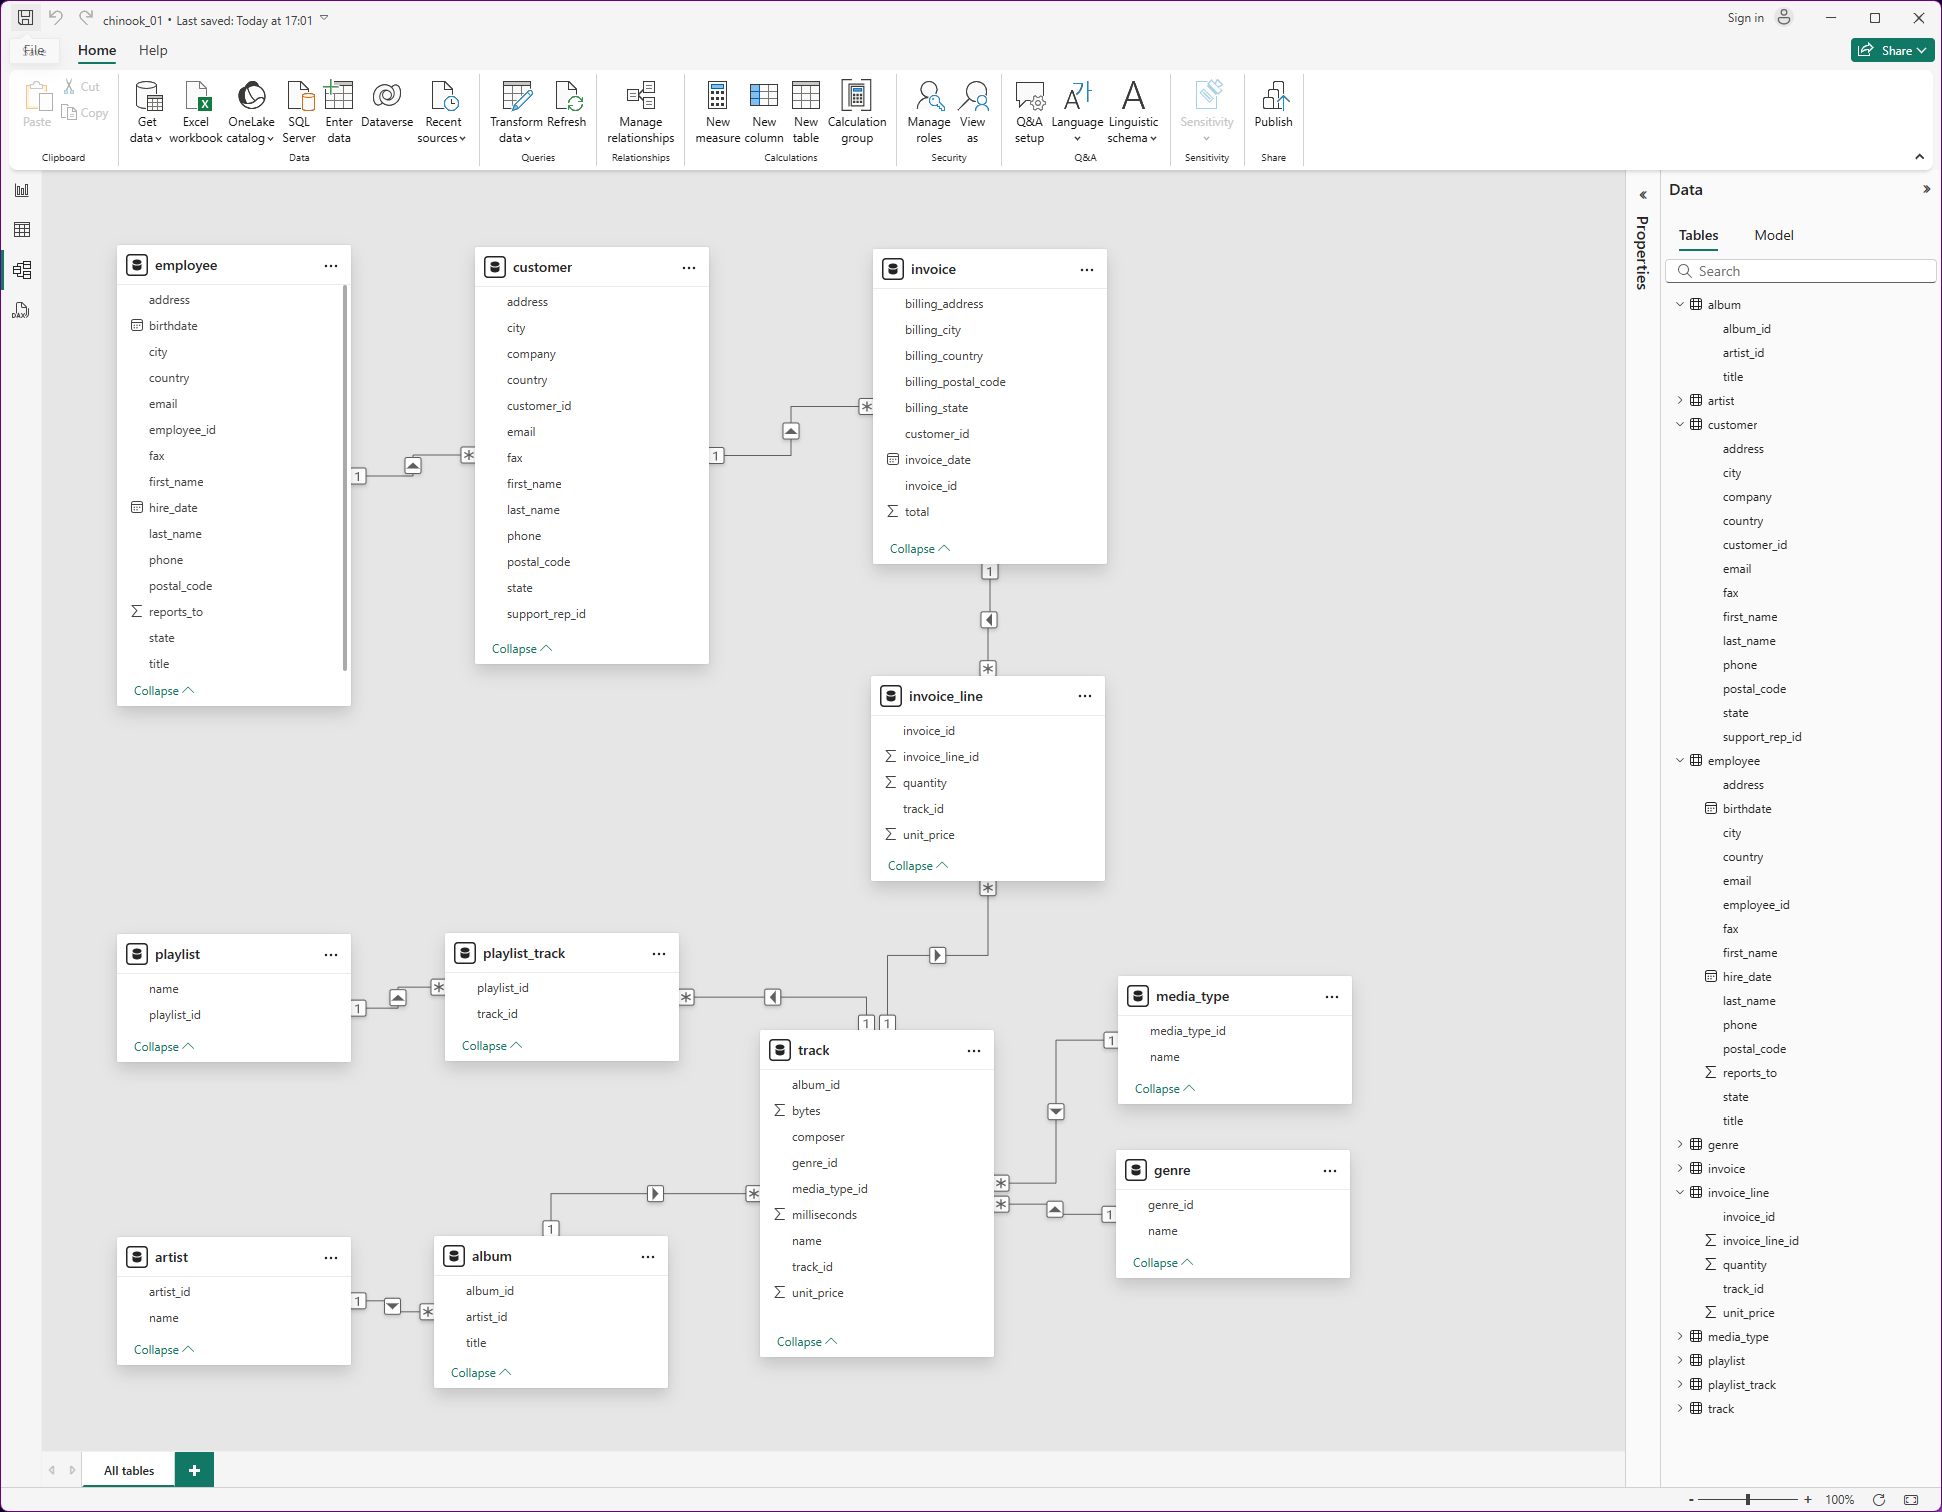 chinook_01 • Last saved: Today at 17:01
Sign in
File
Home
Help
Share
Paste
Cut
Copy
Clipboard
Get data
Excel workbook
OneLake catalog
SQL Server
Enter data
Dataverse
Recent sources
Data
Transform data
Refresh
Queries
Manage relationships
Relationships
New measure
New column
New table
Calculation group
Calculations
Manage roles
View as
Security
Q&A setup
Language
Linguistic schema
Q&A
Sensitivity
Sensitivity
Publish
Share
employee
address
birthdate
city
country
email
employee_id
fax
first_name
hire_date
last_name
phone
postal_code
reports_to
state
title
Collapse
customer
address
city
company
country
customer_id
email
fax
first_name
last_name
phone
postal_code
state
support_rep_id
Collapse
invoice
billing_address
billing_city
billing_country
billing_postal_code
billing_state
customer_id
invoice_date
invoice_id
total
Collapse
1
*
1
*
1
*
invoice_line
invoice_id
invoice_line_id
quantity
track_id
unit_price
Collapse
*
playlist
name
playlist_id
Collapse
1
*
playlist_track
playlist_id
track_id
Collapse
*
1
1
track
album_id
bytes
composer
genre_id
media_type_id
milliseconds
name
track_id
unit_price
Collapse
media_type
media_type_id
name
Collapse
1
*
genre
genre_id
name
Collapse
*
1
*
1
artist
artist_id
name
Collapse
1
*
album
album_id
artist_id
title
Collapse
All tables
Properties
Data
Tables
Model
Search
album
album_id
artist_id
title
artist
customer
address
city
company
country
customer_id
email
fax
first_name
last_name
phone
postal_code
state
support_rep_id
employee
address
birthdate
city
country
email
employee_id
fax
first_name
hire_date
last_name
phone
postal_code
reports_to
state
title
genre
invoice
invoice_line
invoice_id
invoice_line_id
quantity
track_id
unit_price
media_type
playlist
playlist_track
track
- + 100%